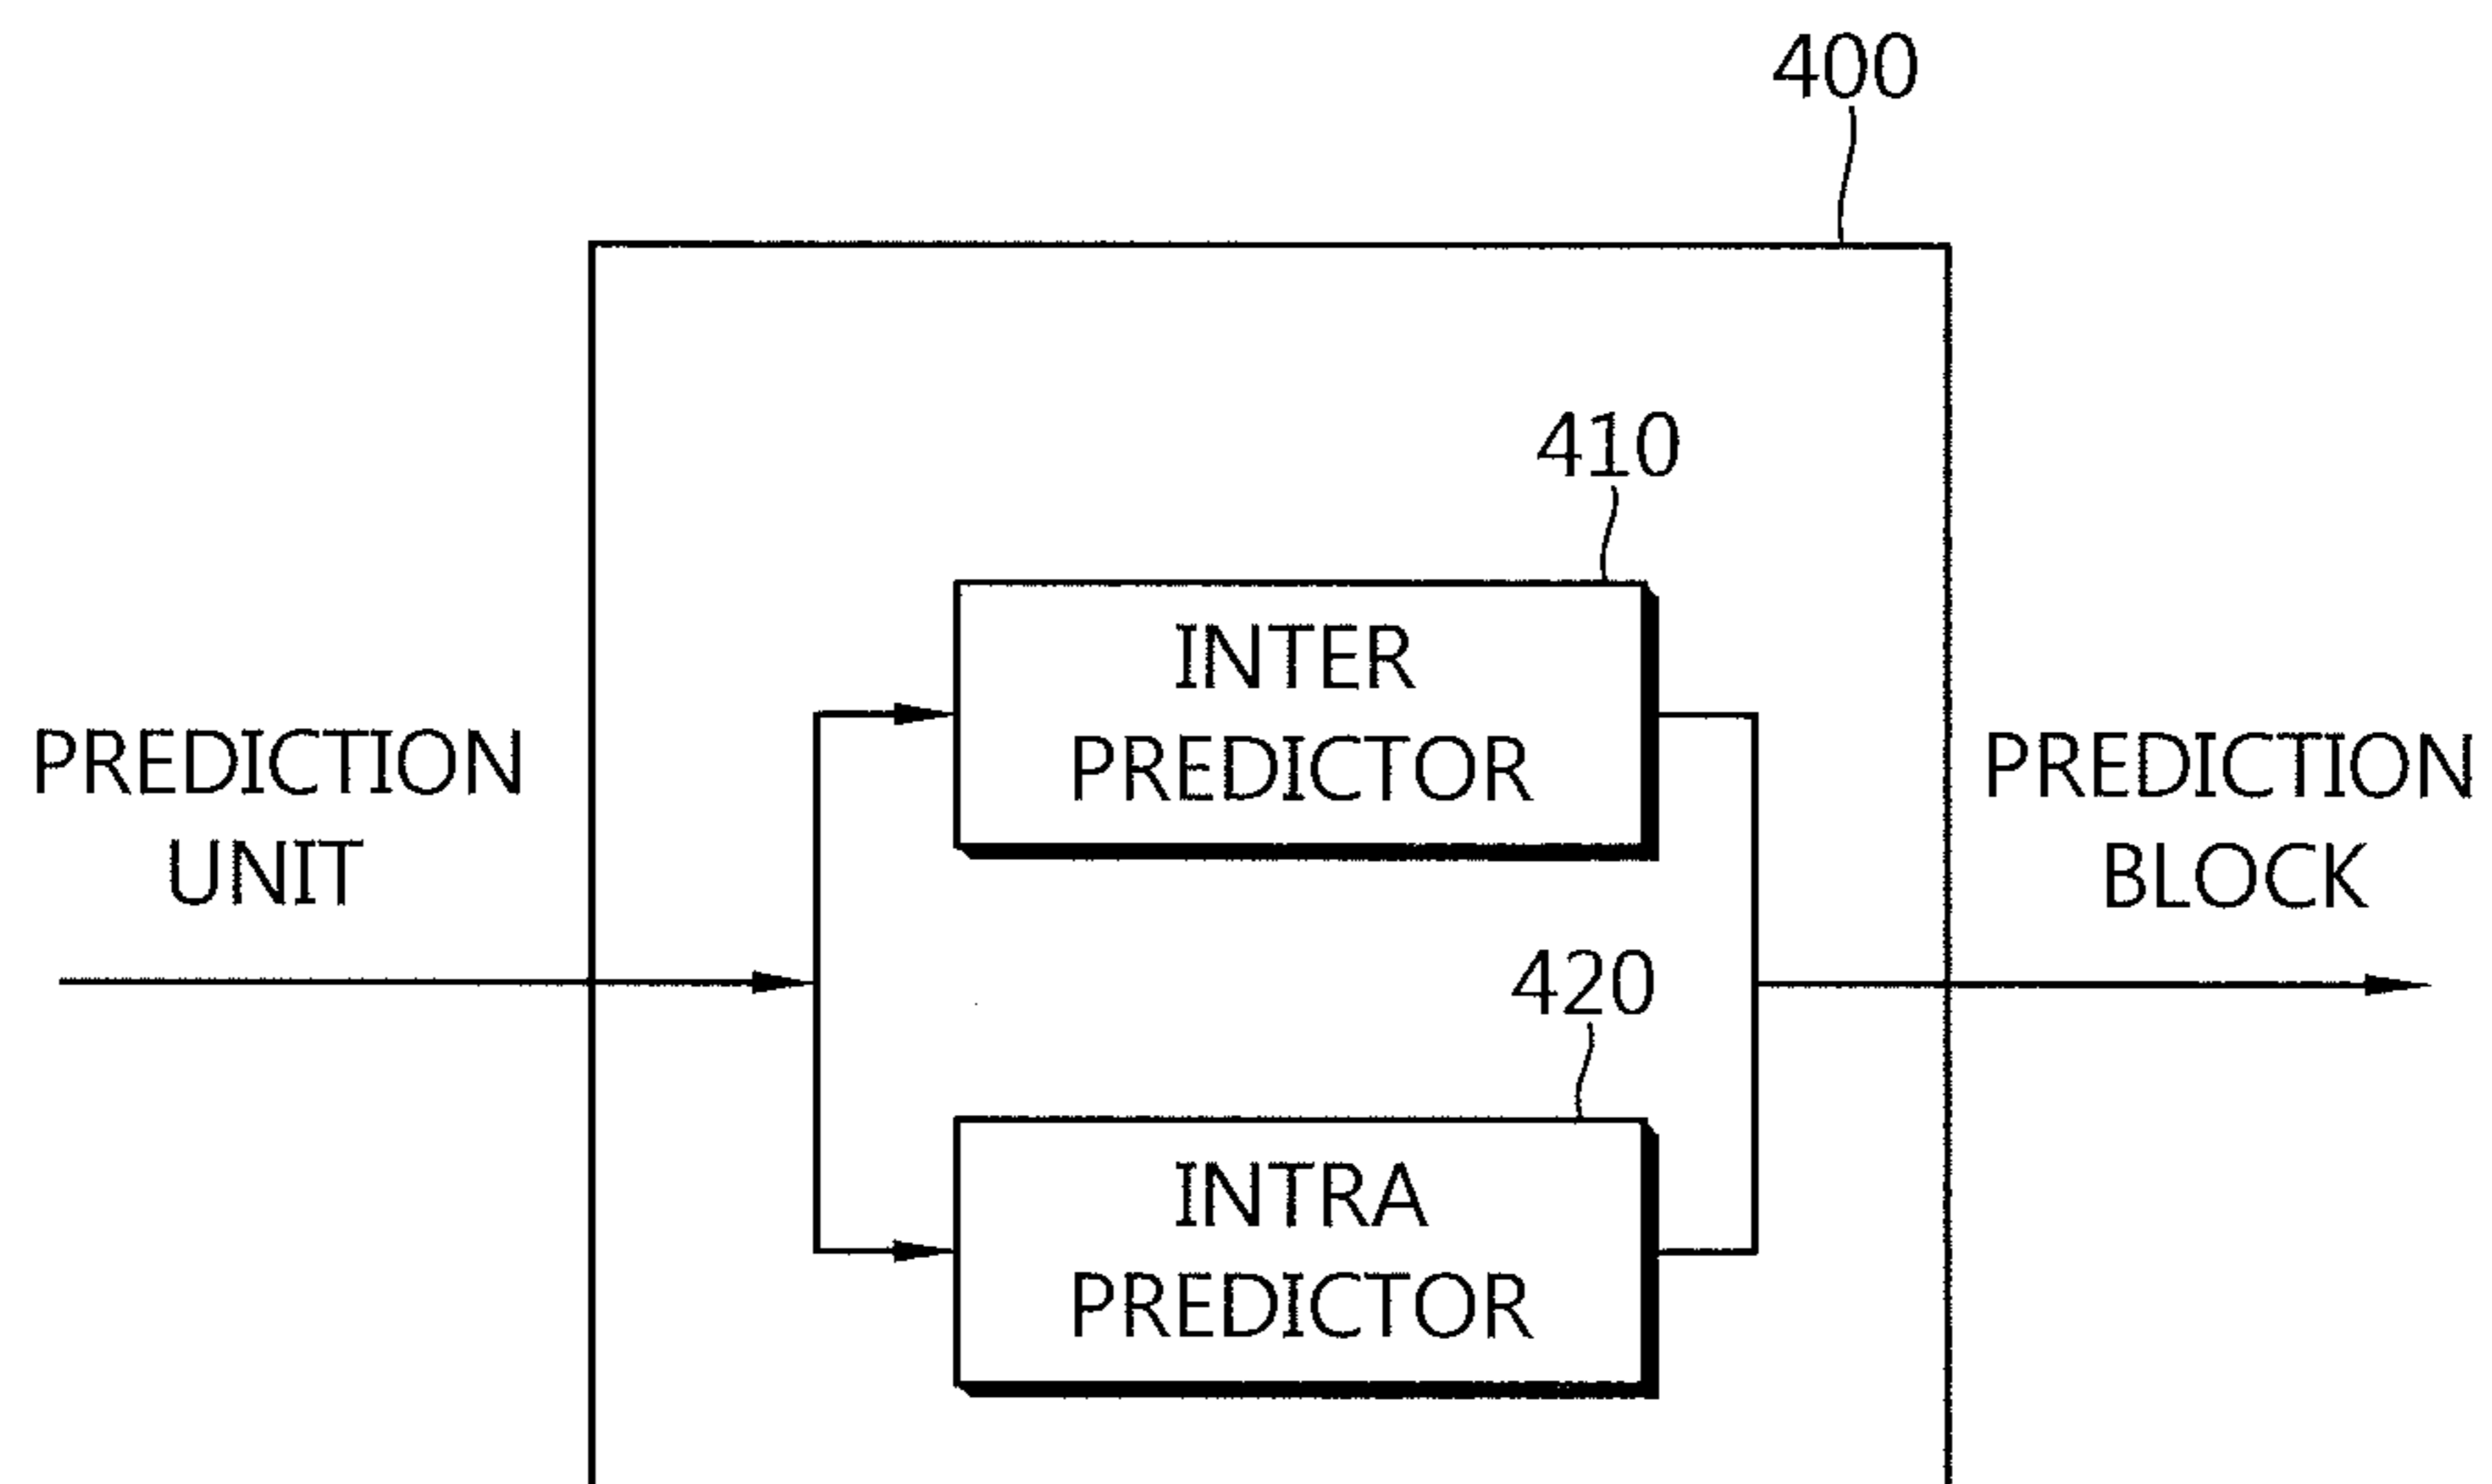 400
410
INTER
PREDICTOR
PREDICTION
UNIT
PREDICTION
BLOCK
420
INTRA
PREDICTOR